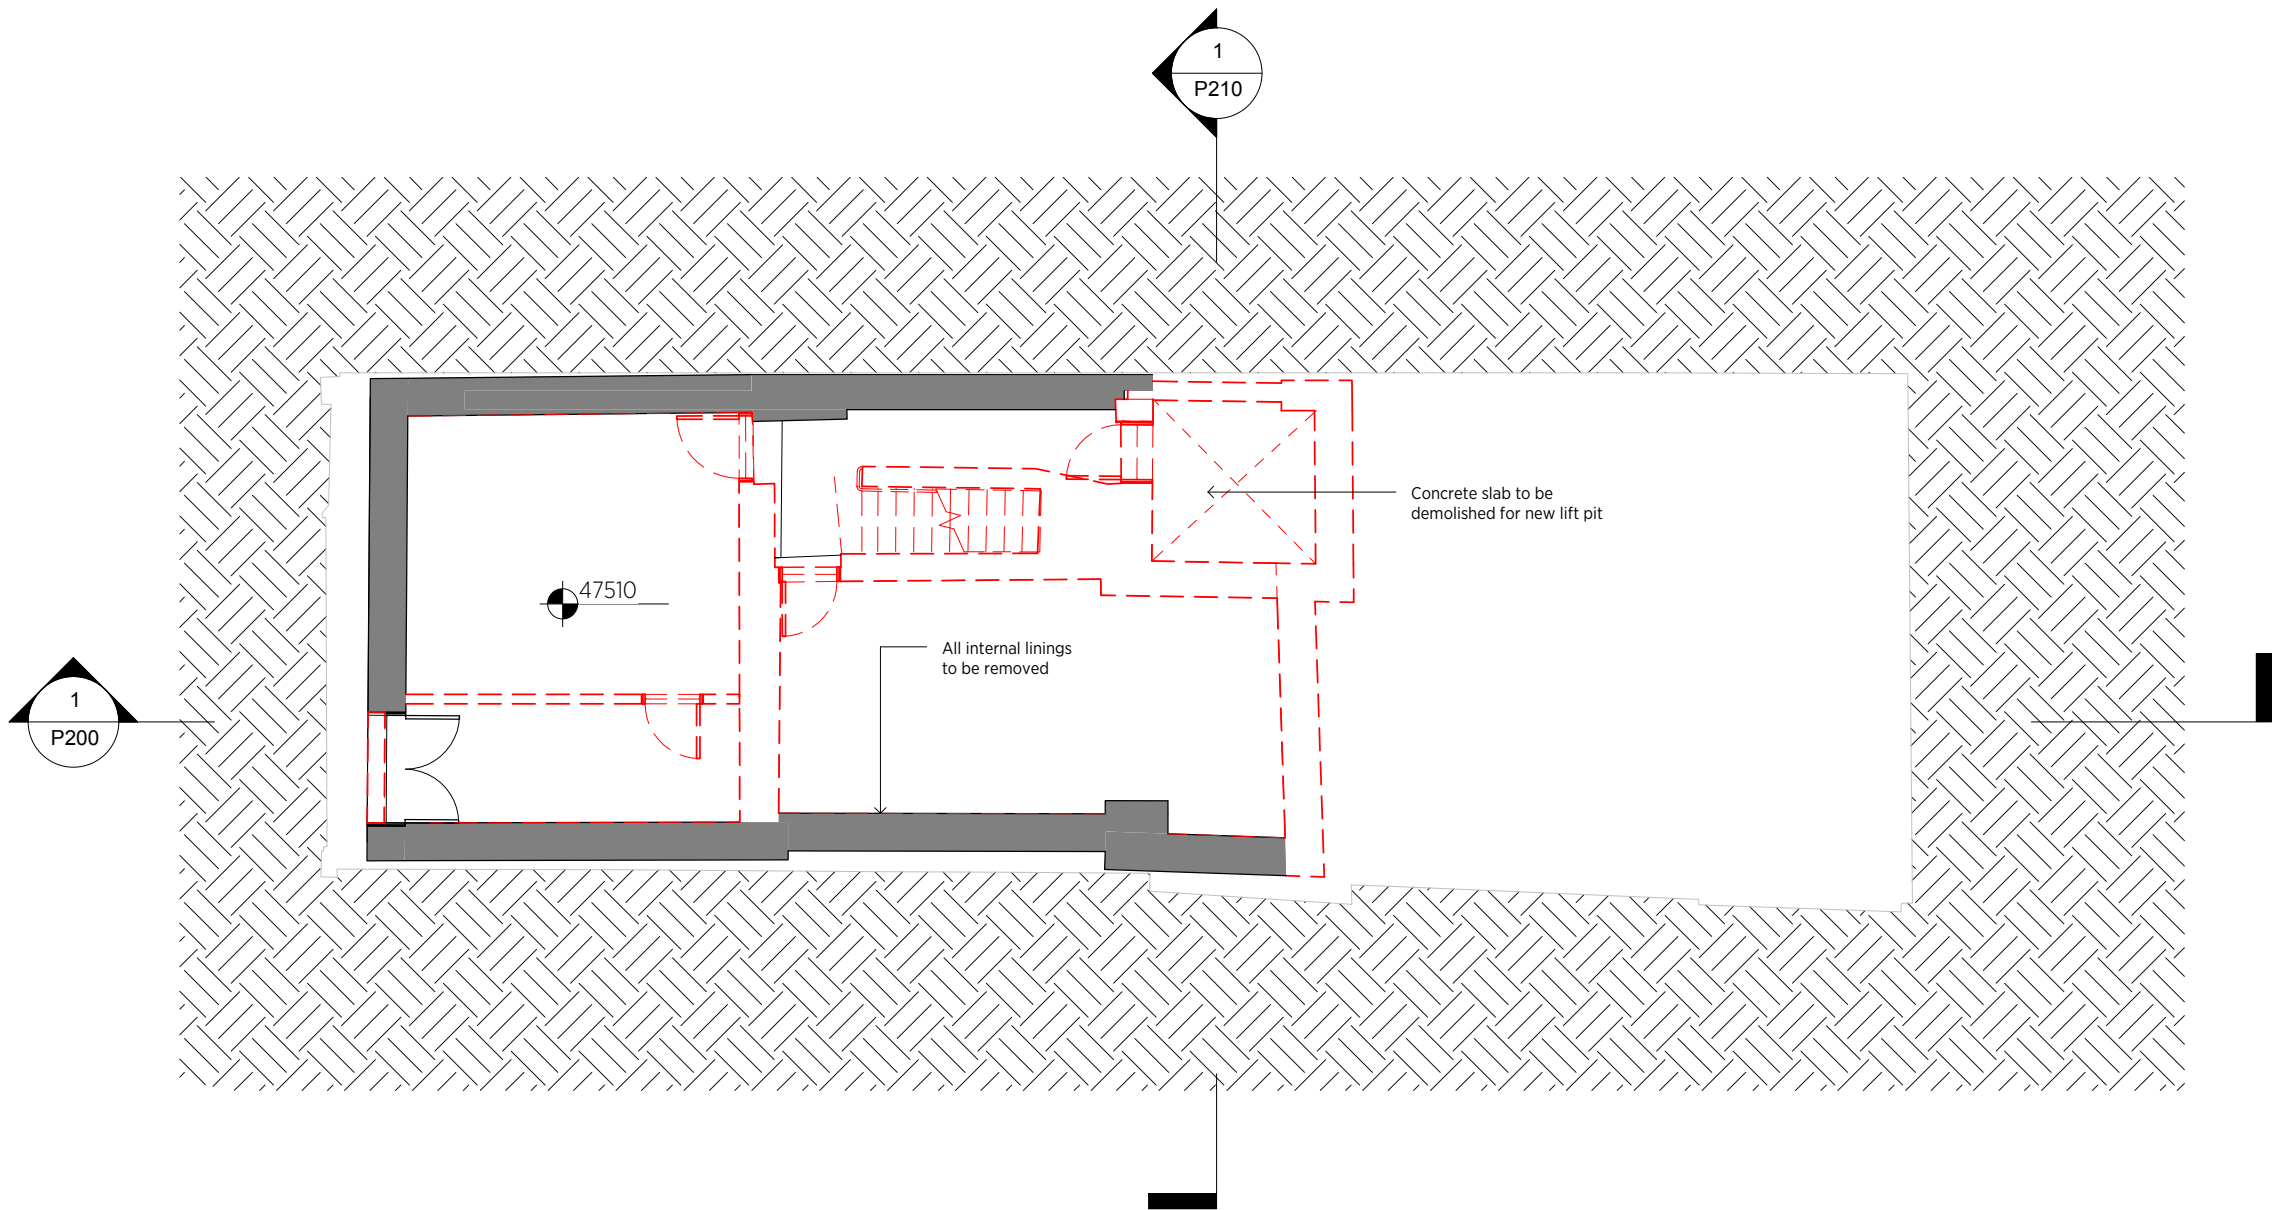 1
P210
Concrete slab to be
demolished for new lift pit
47510
All internal linings
to be removed
1
P200